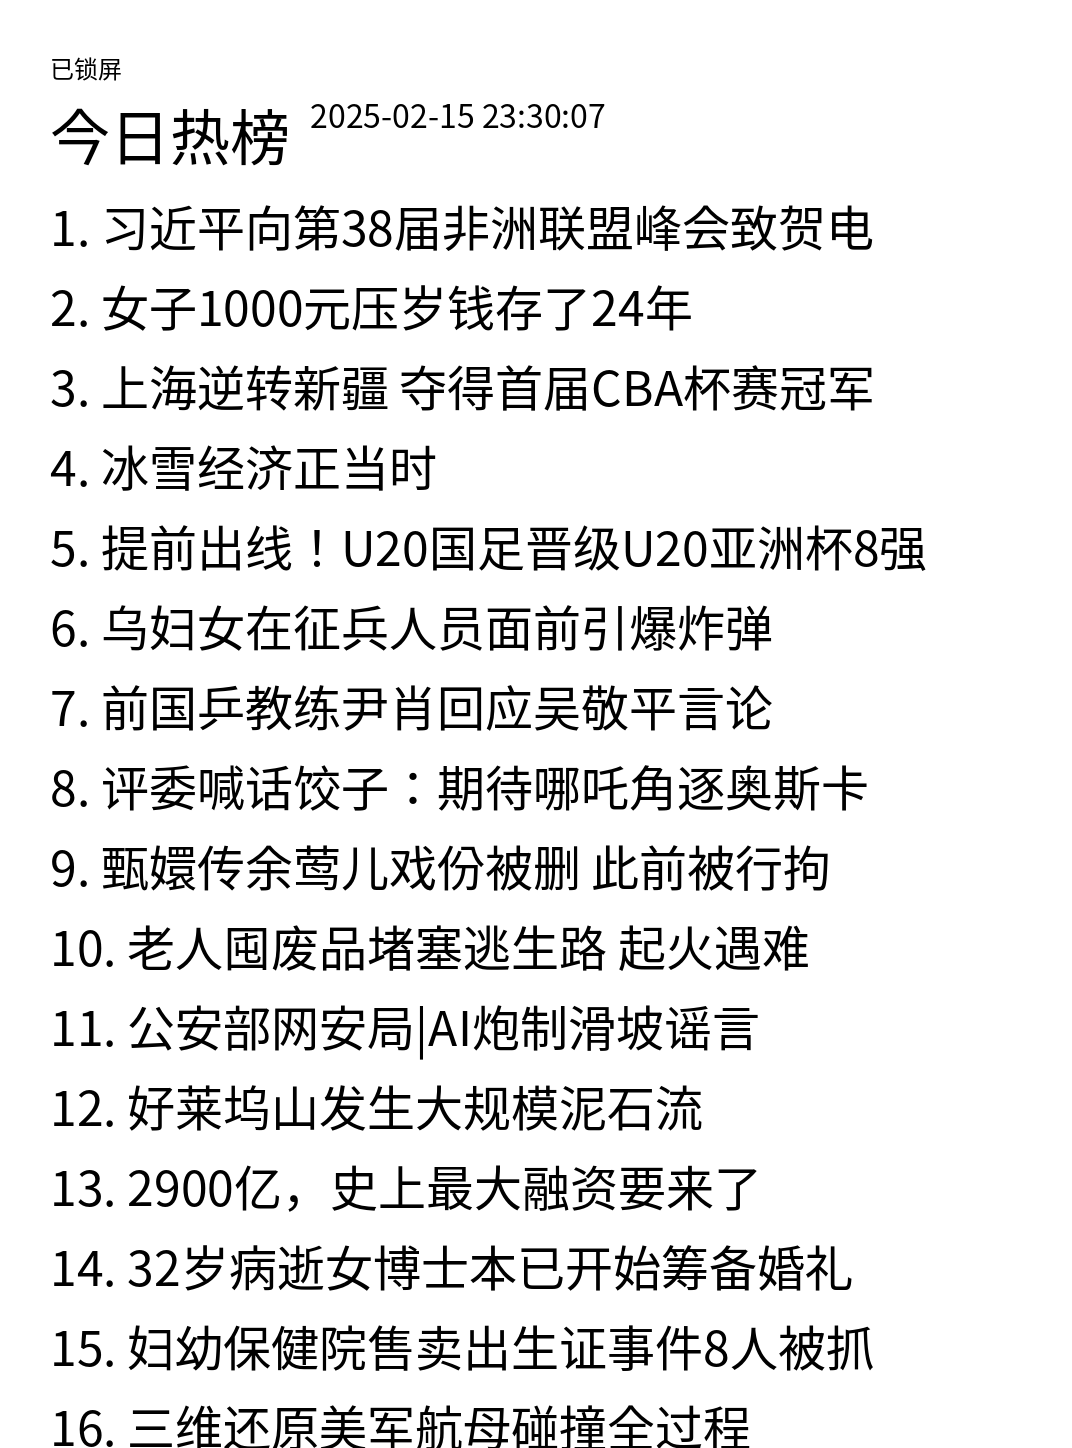 已锁屏
今日热榜 2025-02-15 23:30:07
1. 习近平向第38届非洲联盟峰会致贺电
2. 女子1000元压岁钱存了24年
3. 上海逆转新疆 夺得首届CBA杯赛冠军
4. 冰雪经济正当时
5. 提前出线！U20国足晋级U20亚洲杯8强
6. 乌妇女在征兵人员面前引爆炸弹
7. 前国乒教练尹肖回应吴敬平言论
8. 评委喊话饺子：期待哪吒角逐奥斯卡
9. 甄嬛传余莺儿戏份被删 此前被行拘
10. 老人囤废品堵塞逃生路 起火遇难
11. 公安部网安局|AI炮制滑坡谣言
12. 好莱坞山发生大规模泥石流
13. 2900亿，史上最大融资要来了
14. 32岁病逝女博士本已开始筹备婚礼
15. 妇幼保健院售卖出生证事件8人被抓
16. 三维还原美军航母碰撞全过程